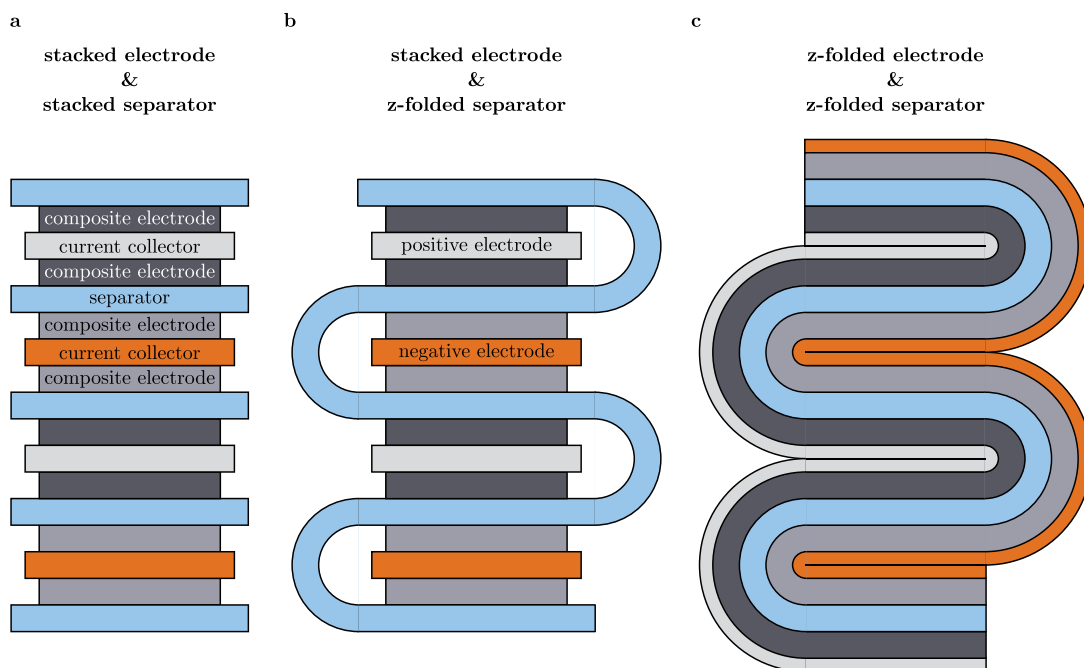 a
stacked electrode
&
stacked separator
composite electrode
current collector
composite electrode
separator
composite electrode
current collector
composite electrode
b
stacked electrode
&
z-folded separator
positive electrode
negative electrode
c
z-folded electrode
&
z-folded separator